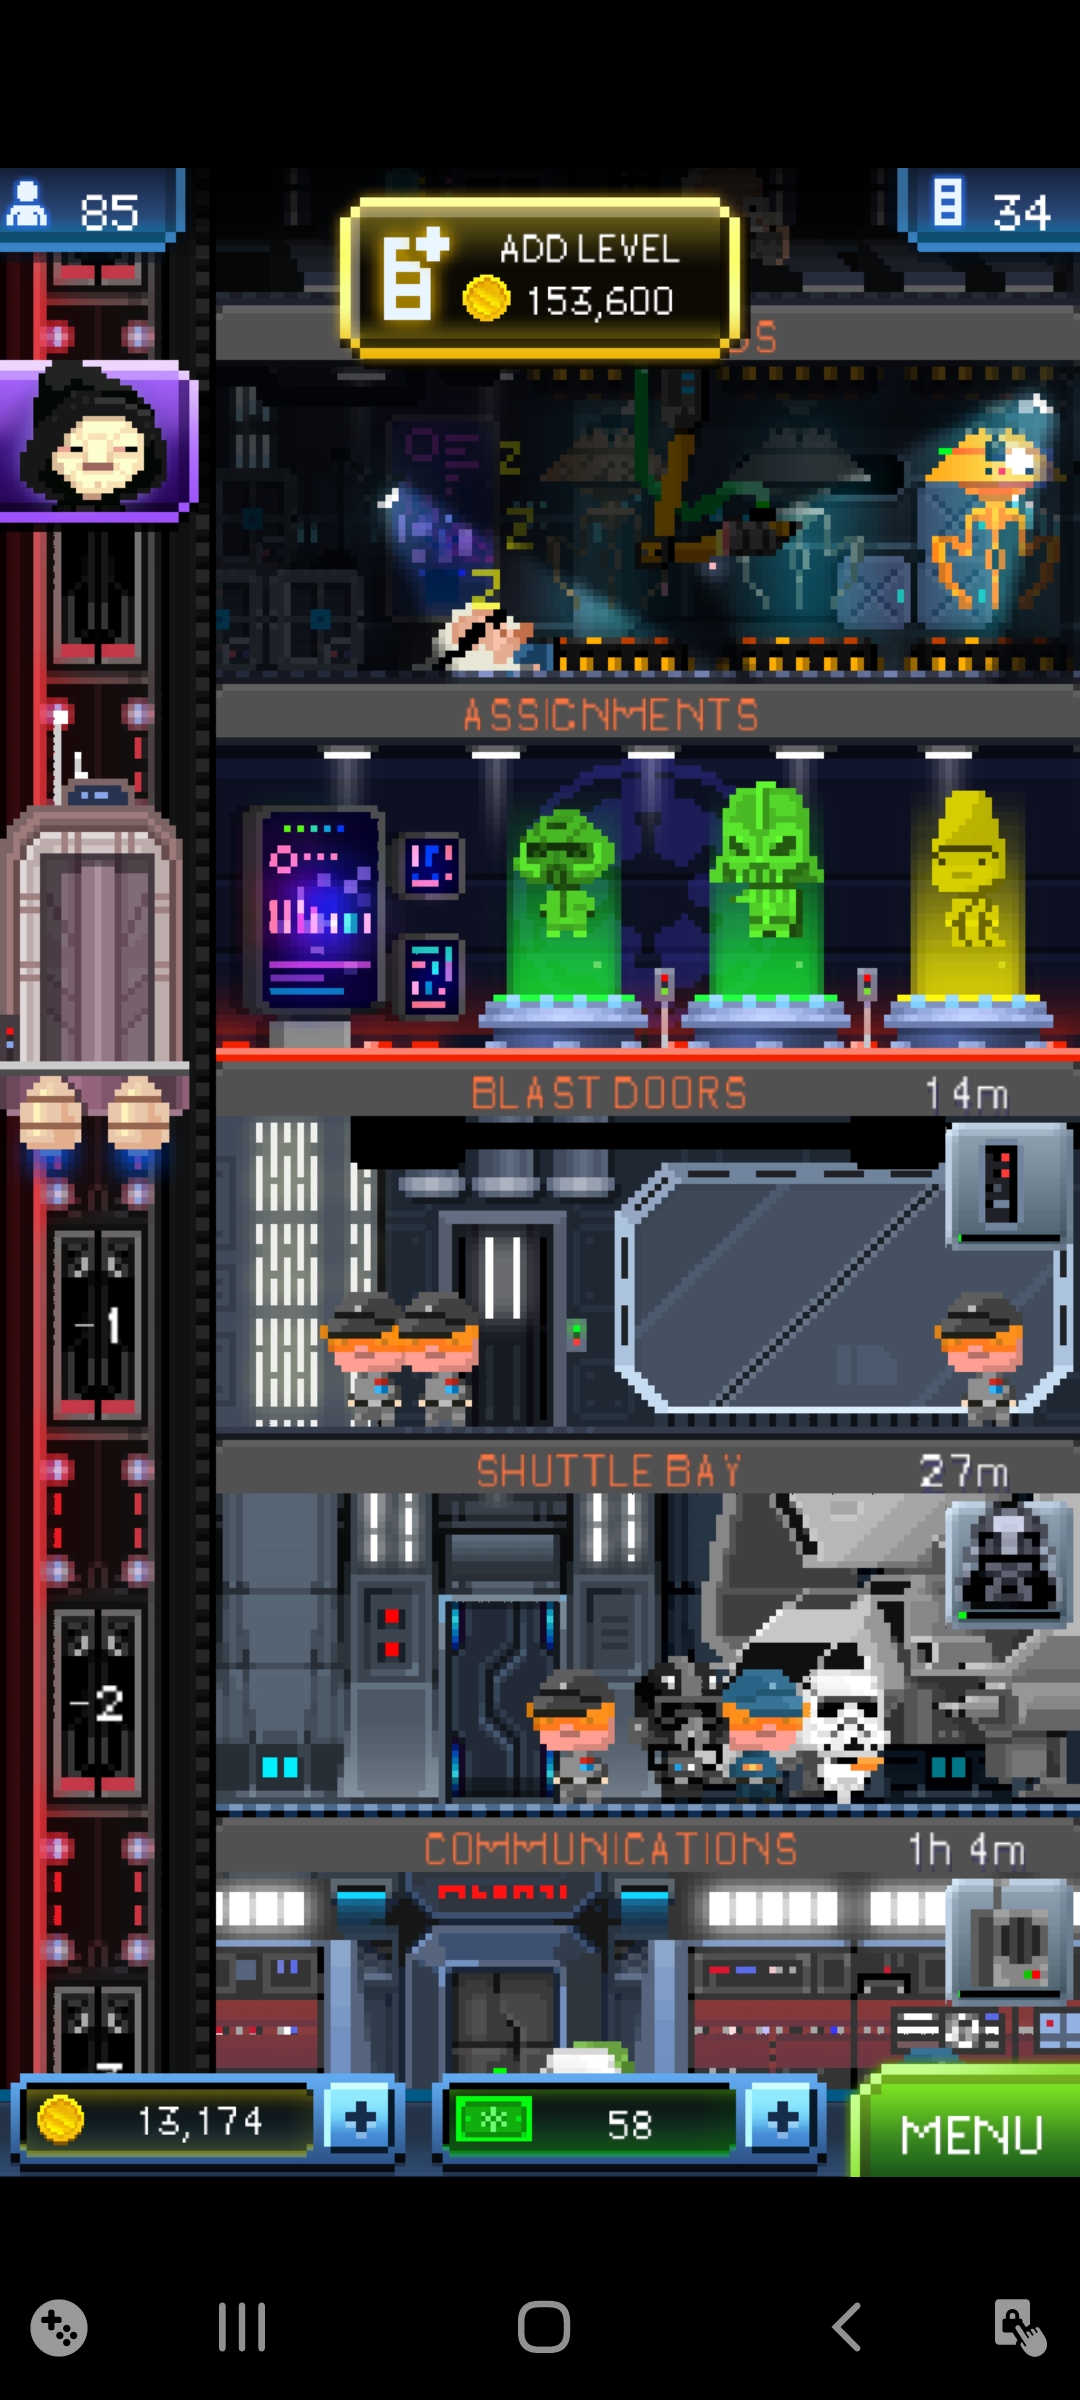 85
ADD LEVEL
153,600
34
DS
Z
Z
Z
ASSIGNMENTS
BLAST DOORS 14m
-1
SHUTTLE BAY 27m
-2
COMMUNICATIONS 1h 4m
13,174
58
MENU